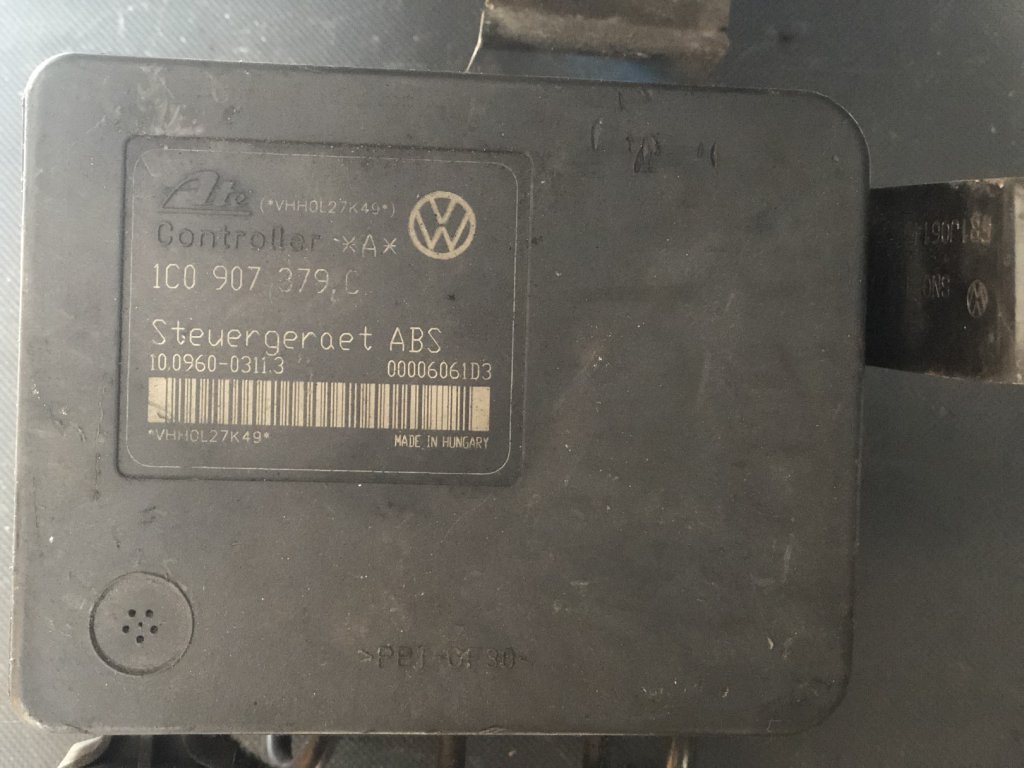 Ate (*VHH0L27K49*)
Controller *A*
1C0 907 379 C
Steuergeraet ABS
10.0960-0311.3 00006061D3
*VHH0L27K49*
MADE IN HUNGARY
>PBT-GF30<